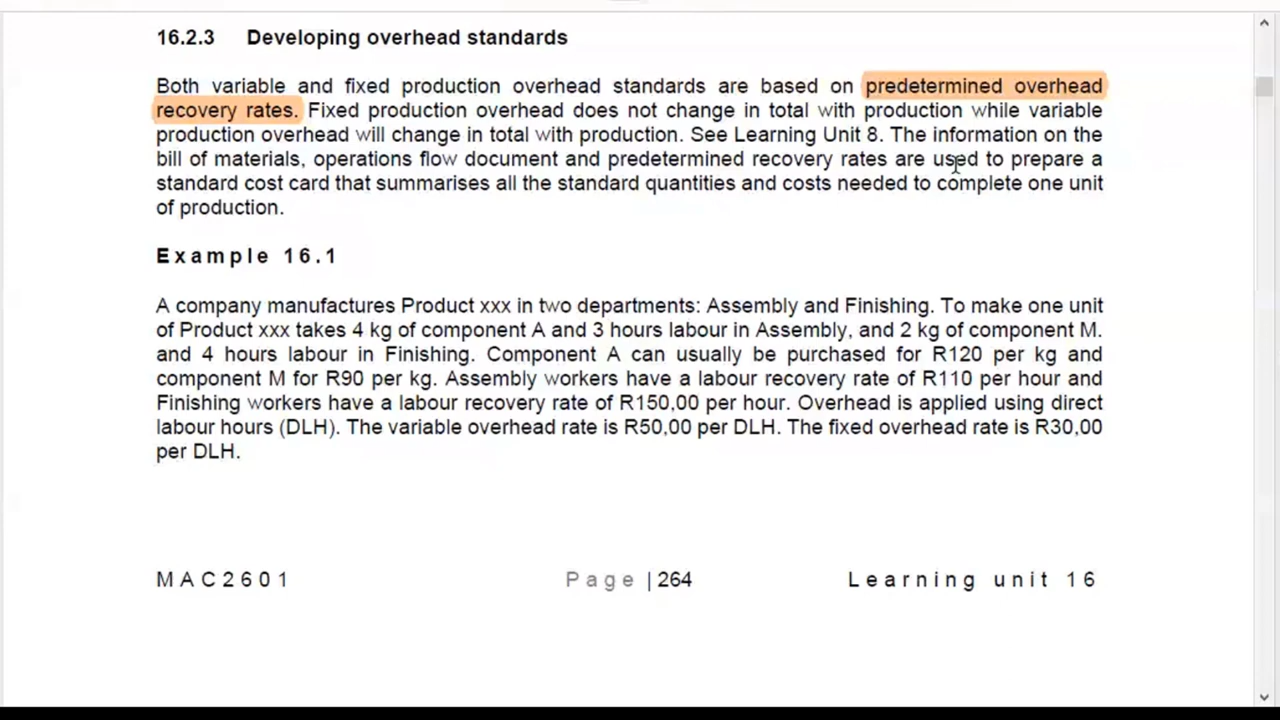 16.2.3 Developing overhead standards
Both variable and fixed production overhead standards are based on predetermined overhead
recovery rates. Fixed production overhead does not change in total with production while variable
production overhead will change in total with production. See Learning Unit 8. The information on the
bill of materials, operations flow document and predetermined recovery rates are used to prepare a
standard cost card that summarises all the standard quantities and costs needed to complete one unit
of production.
Example 16.1
A company manufactures Product xxx in two departments: Assembly and Finishing. To make one unit
of Product xxx takes 4 kg of component A and 3 hours labour in Assembly, and 2 kg of component M.
and 4 hours labour in Finishing. Component A can usually be purchased for R120 per kg and
component M for R90 per kg. Assembly workers have a labour recovery rate of R110 per hour and
Finishing workers have a labour recovery rate of R150,00 per hour. Overhead is applied using direct
labour hours (DLH). The variable overhead rate is R50,00 per DLH. The fixed overhead rate is R30,00
per DLH.
MAC2601 Page |264 Learning unit 16